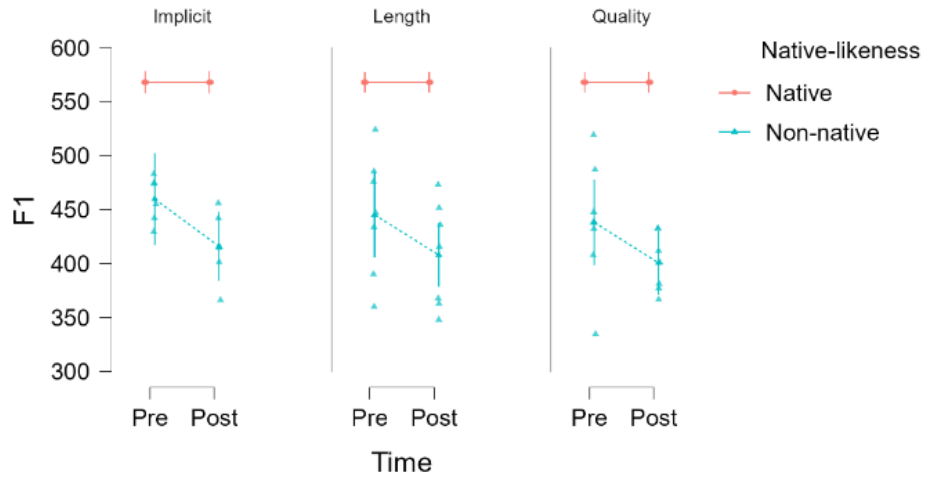 Implicit Length Quality
Native-likeness
Native
Non-native
F1
600
550
500
450
400
350
300
Pre Post Pre Post Pre Post
Time